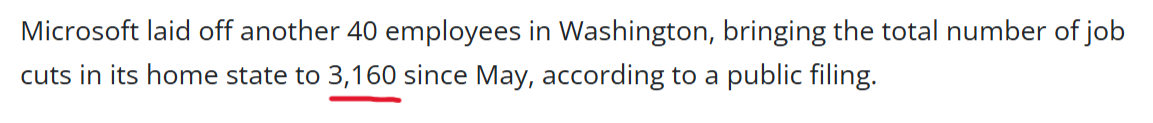 Microsoft laid off another 40 employees in Washington, bringing the total number of job
cuts in its home state to 3,160 since May, according to a public filing.